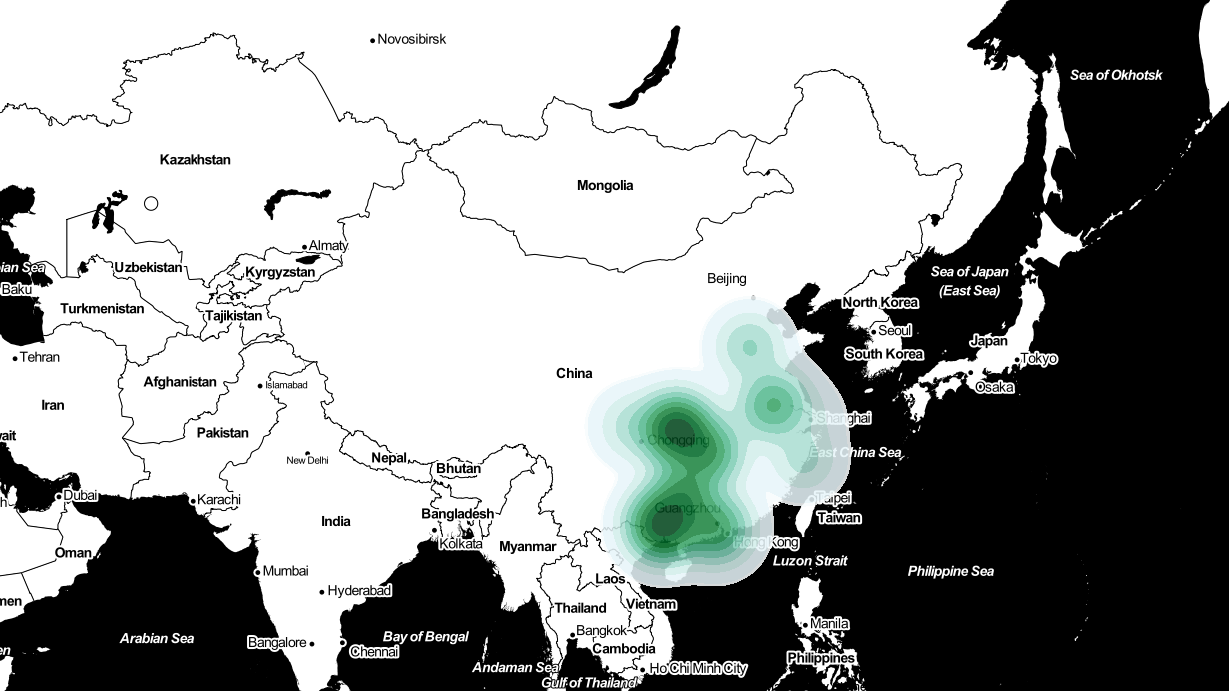 Novosibirsk
Sea of Okhotsk
Kazakhstan
Mongolia
Almaty
ian Sea
Uzbekistan
Kyrgyzstan
Beijing
Sea of Japan
(East Sea)
Baku
Turkmenistan
Tajikistan
North Korea
Seoul
South Korea
Japan
Tokyo
Tehran
Afghanistan
Islamabad
China
Osaka
Iran
Pakistan
Shanghai
wait
Chongqing
New Delhi
Nepal
Bhutan
East China Sea
Dubai
Karachi
Bangladesh
Guangzhou
Taipei
India
Taiwan
Kolkata
Myanmar
Hong Kong
Oman
Luzon Strait
Mumbai
Laos
Philippine Sea
Hyderabad
men
Thailand
Vietnam
Arabian Sea
Bay of Bengal
Bangkok
Manila
Bangalore
Chennai
Cambodia
en
Philippines
Andaman Sea
Ho Chi Minh City
Gulf of Thailand